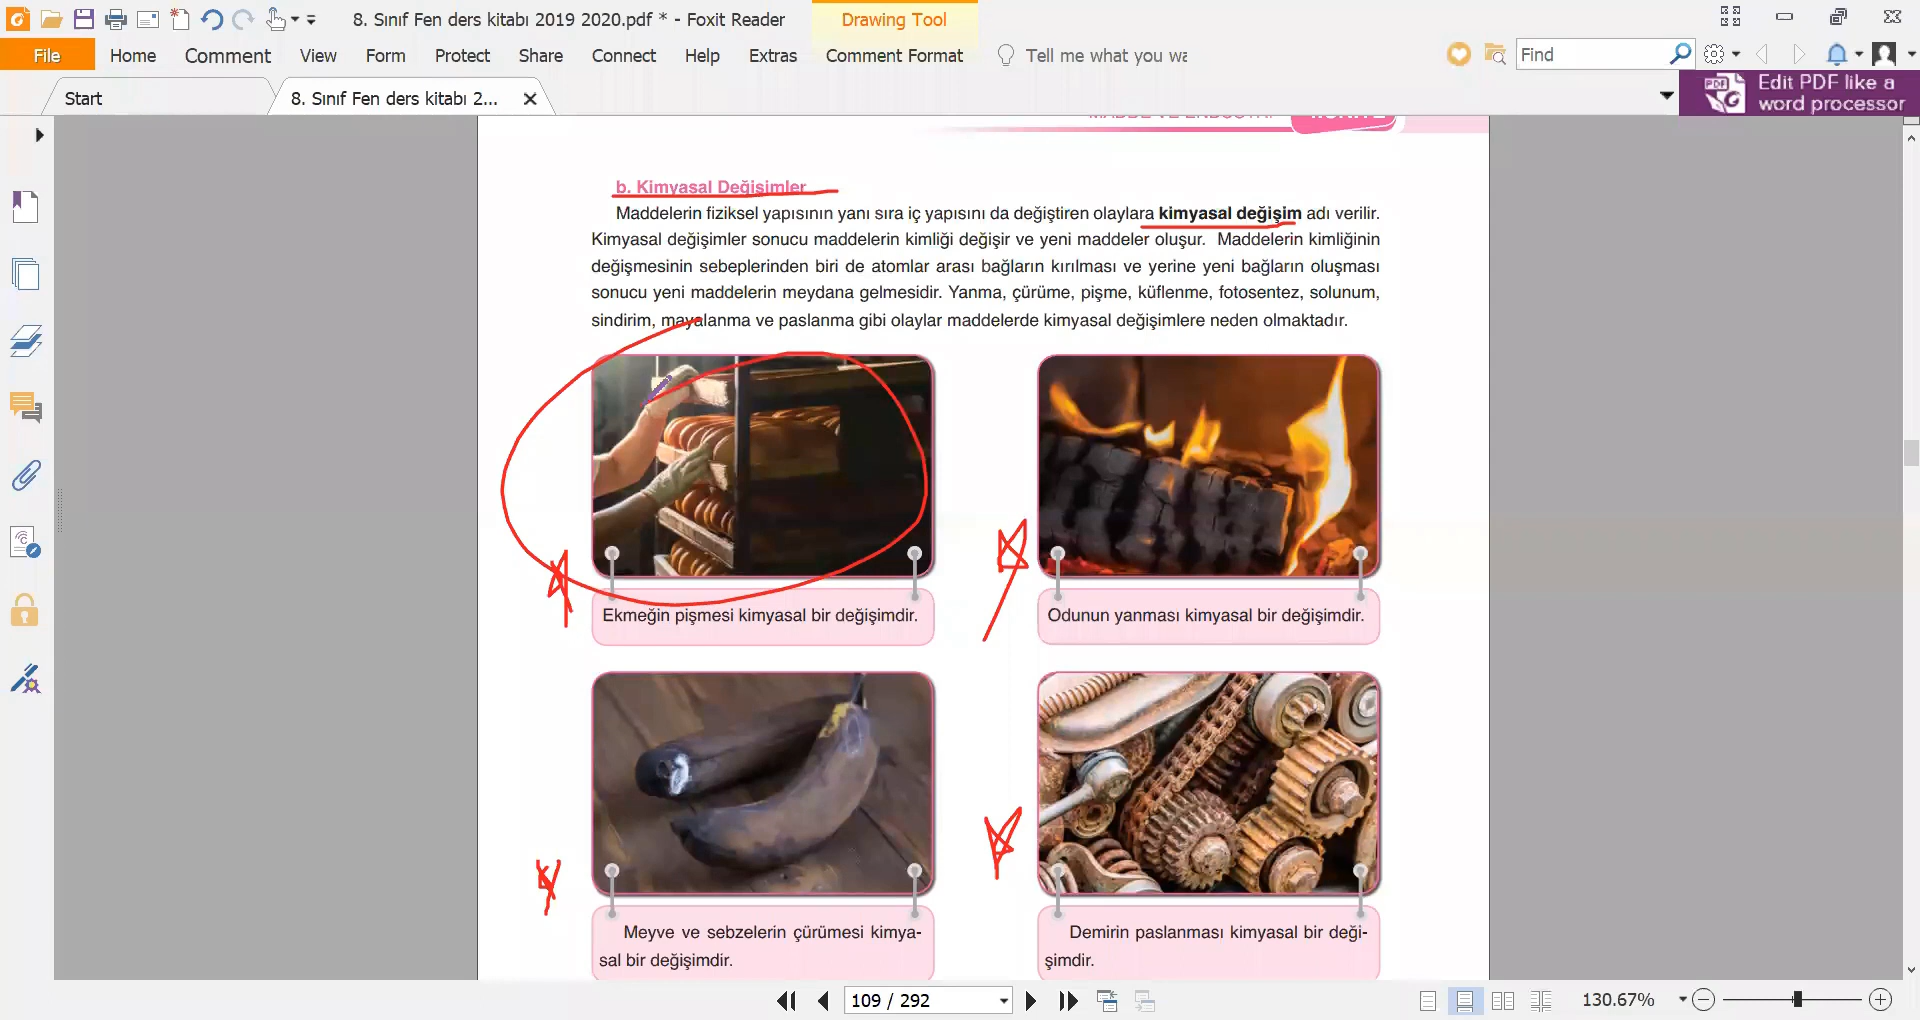 8. Sınıf Fen ders kitabı 2019 2020.pdf * - Foxit Reader
Drawing Tool
File Home Comment View Form Protect Share Connect Help Extras Comment Format Tell me what you wa
Find
Start
8. Sınıf Fen ders kitabı 2...
Edit PDF like a
word processor
MADDE VE ENDÜSTRİ
b. Kimyasal Değişimler
Maddelerin fiziksel yapısının yanı sıra iç yapısını da değiştiren olaylara kimyasal değişim adı verilir.
Kimyasal değişimler sonucu maddelerin kimliği değişir ve yeni maddeler oluşur. Maddelerin kimliğinin
değişmesinin sebeplerinden biri de atomlar arası bağların kırılması ve yerine yeni bağların oluşması
sonucu yeni maddelerin meydana gelmesidir. Yanma, çürüme, pişme, küflenme, fotosentez, solunum,
sindirim, mayalanma ve paslanma gibi olaylar maddelerde kimyasal değişimlere neden olmaktadır.
Ekmeğin pişmesi kimyasal bir değişimdir.
Odunun yanması kimyasal bir değişimdir.
Meyve ve sebzelerin çürümesi kimya-
sal bir değişimdir.
Demirin paslanması kimyasal bir deği-
şimdir.
109 / 292
130.67%